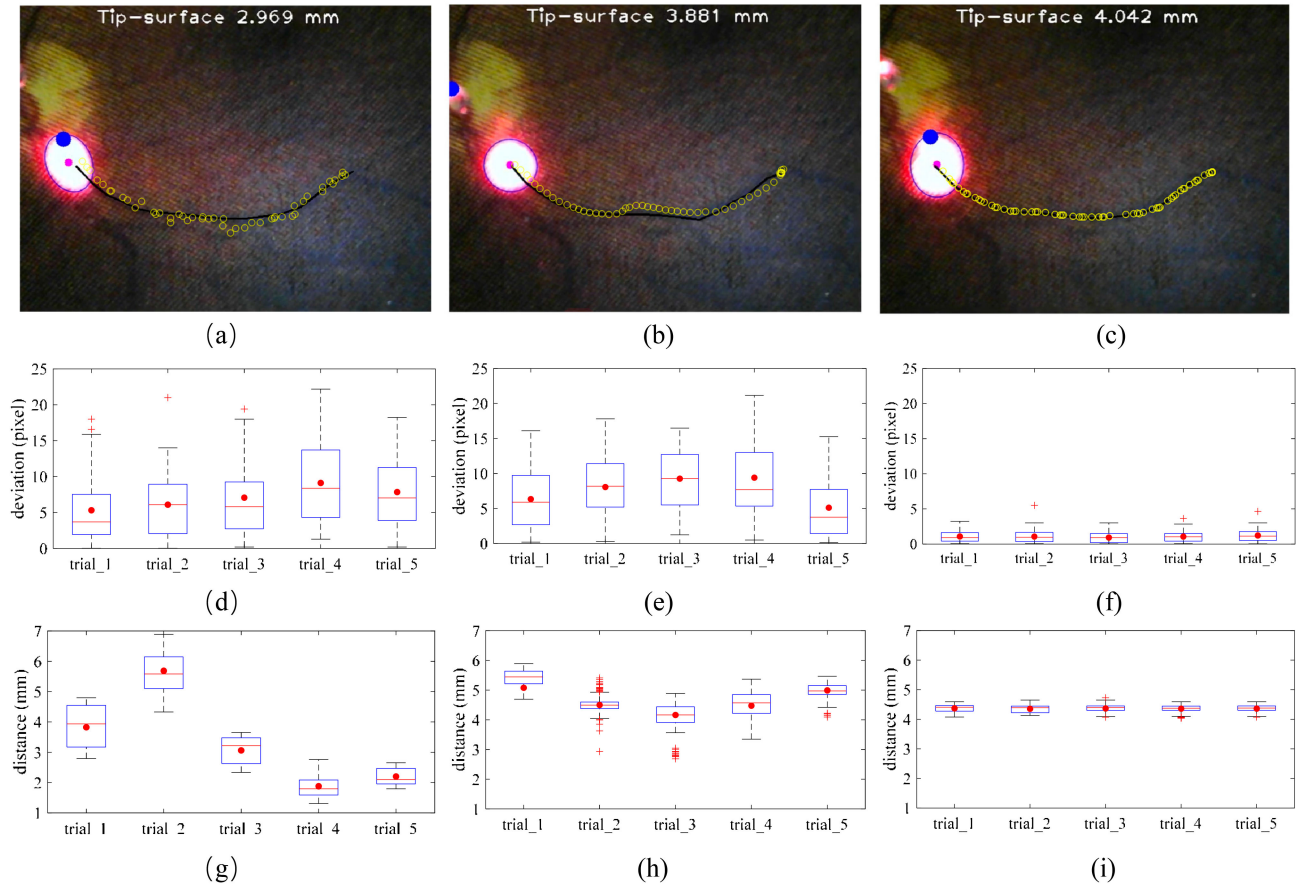 Tip-surface 2.969 mm
Tip-surface 3.881 mm
Tip-surface 4.042 mm
(a)
(b)
(c)
deviation (pixel)
25
20
15
10
5
0
trial_1 trial_2 trial_3 trial_4 trial_5
(d)
deviation (pixel)
25
20
15
10
5
0
trial_1 trial_2 trial_3 trial_4 trial_5
(e)
deviation (pixel)
25
20
15
10
5
0
trial_1 trial_2 trial_3 trial_4 trial_5
(f)
distance (mm)
7
6
5
4
3
2
1
trial_1 trial_2 trial_3 trial_4 trial_5
(g)
distance (mm)
7
6
5
4
3
2
1
trial_1 trial_2 trial_3 trial_4 trial_5
(h)
distance (mm)
7
6
5
4
3
2
1
trial_1 trial_2 trial_3 trial_4 trial_5
(i)